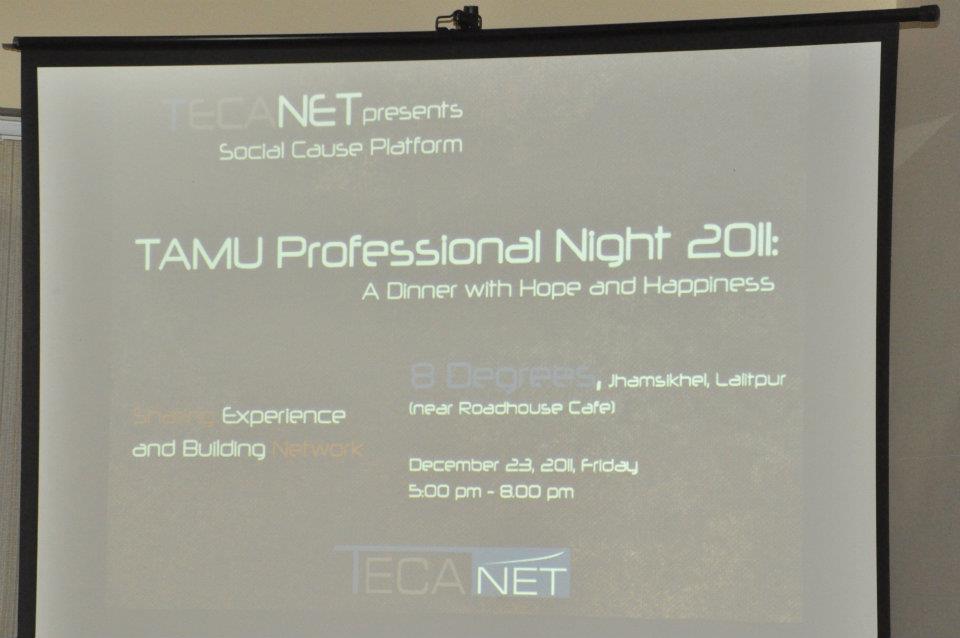 TECANET presents
Social Cause Platform
TAMU Professional Night 2011:
A Dinner with Hope and Happiness
8 Degrees, Jhamsikhel, Lalitpur
(near Roadhouse Cafe)
Sharing Experience
and Building Network
December 23, 2011, Friday
5:00 pm - 8.00 pm
TECANET